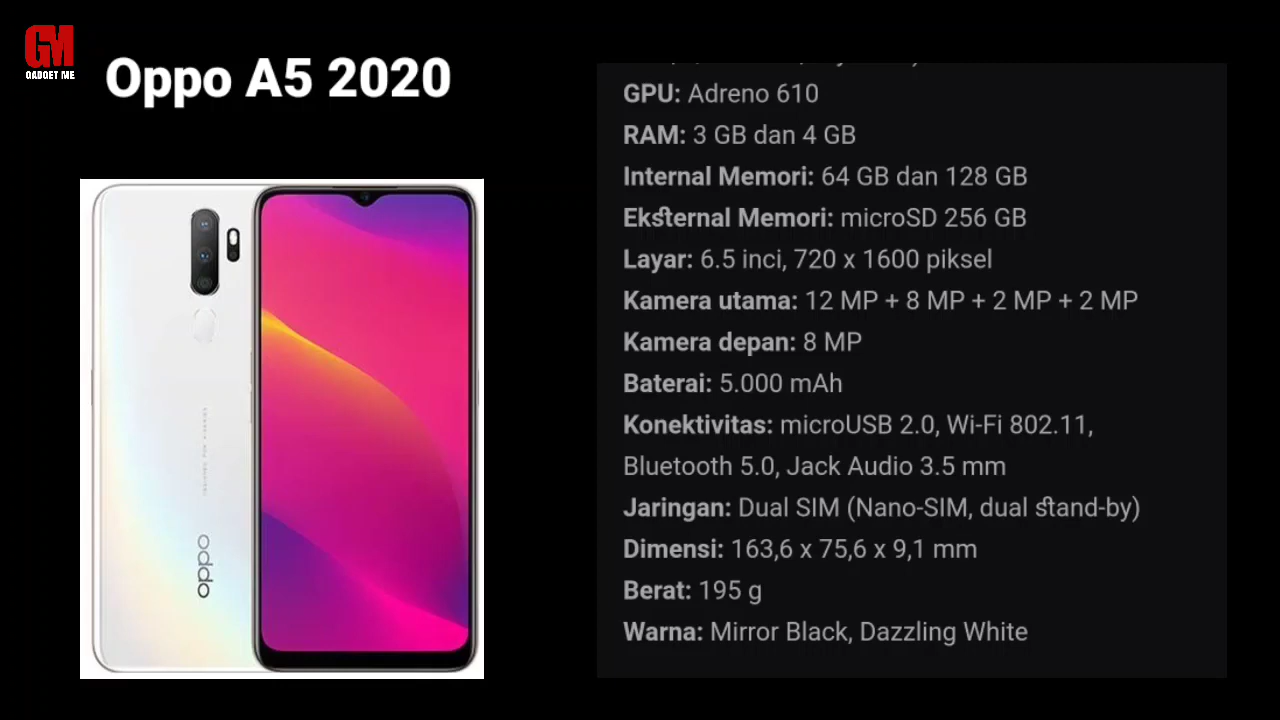 GM
GADGET ME
Oppo A5 2020
GPU: Adreno 610
RAM: 3 GB dan 4 GB
Internal Memori: 64 GB dan 128 GB
Eksternal Memori: microSD 256 GB
Layar: 6.5 inci, 720 x 1600 piksel
Kamera utama: 12 MP + 8 MP + 2 MP + 2 MP
Kamera depan: 8 MP
Baterai: 5.000 mAh
Konektivitas: microUSB 2.0, Wi-Fi 802.11,
Bluetooth 5.0, Jack Audio 3.5 mm
Jaringan: Dual SIM (Nano-SIM, dual stand-by)
Dimensi: 163,6 x 75,6 x 9,1 mm
Berat: 195 g
Warna: Mirror Black, Dazzling White
oppo